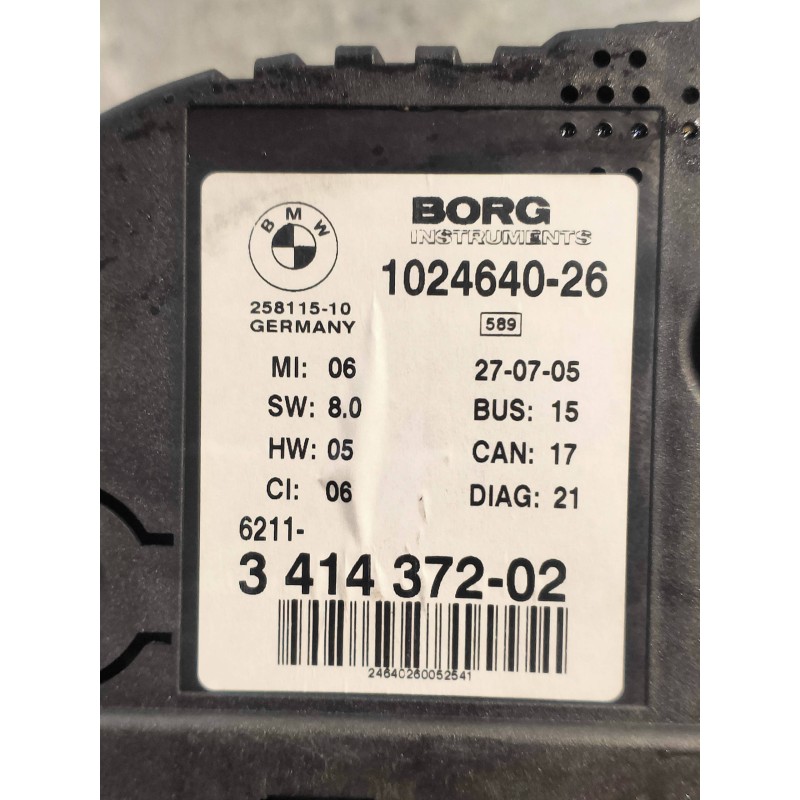 BMW
BORG
INSTRUMENTS
258115-10
GERMANY
1024640-26
589
MI: 06
27-07-05
SW: 8.0
BUS: 15
HW: 05
CAN: 17
CI: 06
DIAG: 21
6211-
3 414 372-02
24640260052541